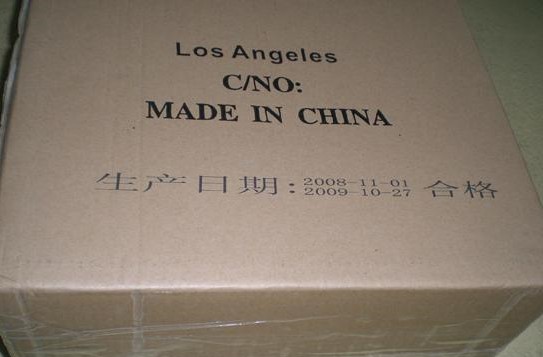 Los Angeles
C/NO:
MADE IN CHINA
生产日期: 2008-11-01 合格
2009-10-27